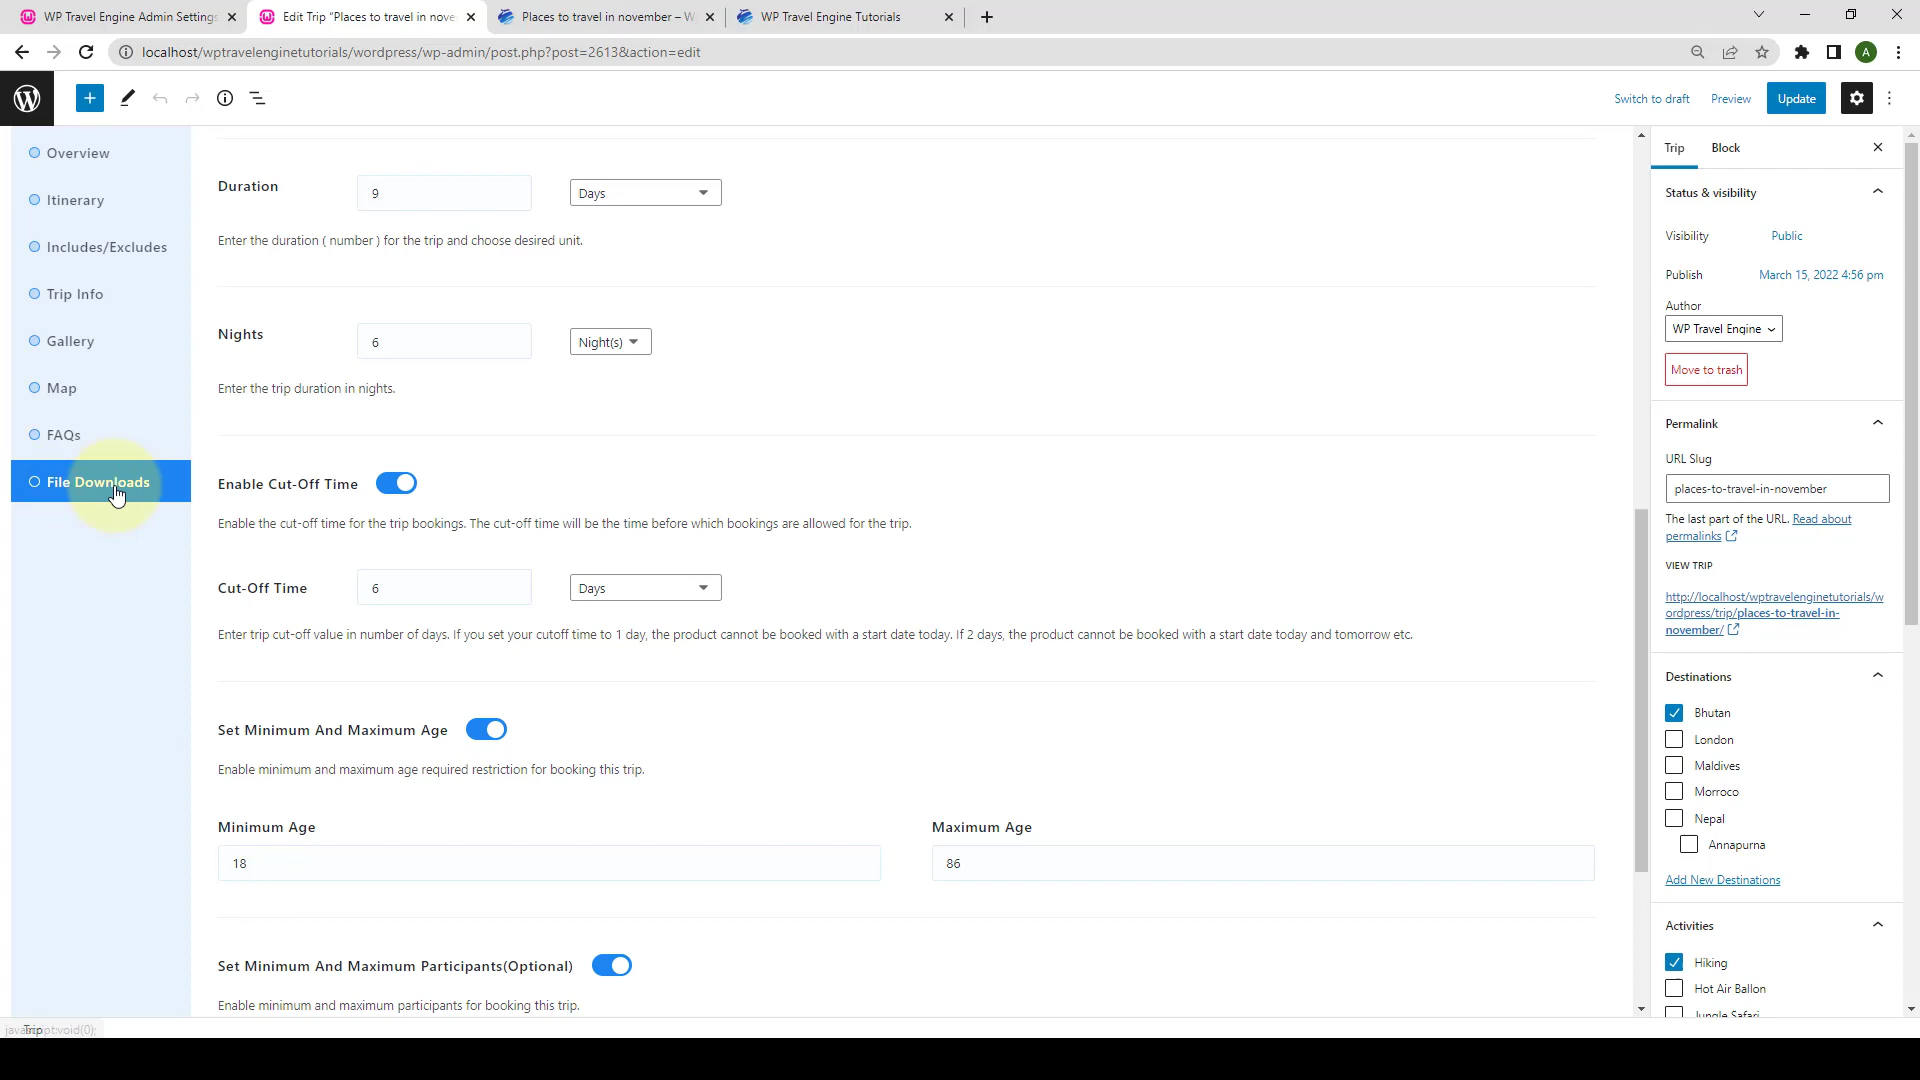 WP Travel Engine Admin Settings
Edit Trip "Places to travel in nove
Places to travel in november – W
WP Travel Engine Tutorials
localhost/wptravelenginetutorials/wordpress/wp-admin/post.php?post=2613&action=edit
A
Switch to draft
Preview
Update
Overview
Itinerary
Includes/Excludes
Trip Info
Gallery
Map
FAQs
File Downloads
Duration
9
Days
Enter the duration ( number ) for the trip and choose desired unit.
Nights
6
Night(s)
Enter the trip duration in nights.
Enable Cut-Off Time
Enable the cut-off time for the trip bookings. The cut-off time will be the time before which bookings are allowed for the trip.
Cut-Off Time
6
Days
Enter trip cut-off value in number of days. If you set your cutoff time to 1 day, the product cannot be booked with a start date today. If 2 days, the product cannot be booked with a start date today and tomorrow etc.
Set Minimum And Maximum Age
Enable minimum and maximum age required restriction for booking this trip.
Minimum Age
Maximum Age
18
86
Set Minimum And Maximum Participants(Optional)
Enable minimum and maximum participants for booking this trip.
Trip
Block
Status & visibility
Visibility
Public
Publish
March 15, 2022 4:56 pm
Author
WP Travel Engine
Move to trash
Permalink
URL Slug
places-to-travel-in-november
The last part of the URL. Read about
permalinks
VIEW TRIP
http://localhost/wptravelenginetutorials/w
ordpress/trip/places-to-travel-in-
november/
Destinations
Bhutan
London
Maldives
Morroco
Nepal
Annapurna
Add New Destinations
Activities
Hiking
Hot Air Ballon
Jungle Safari
Trip